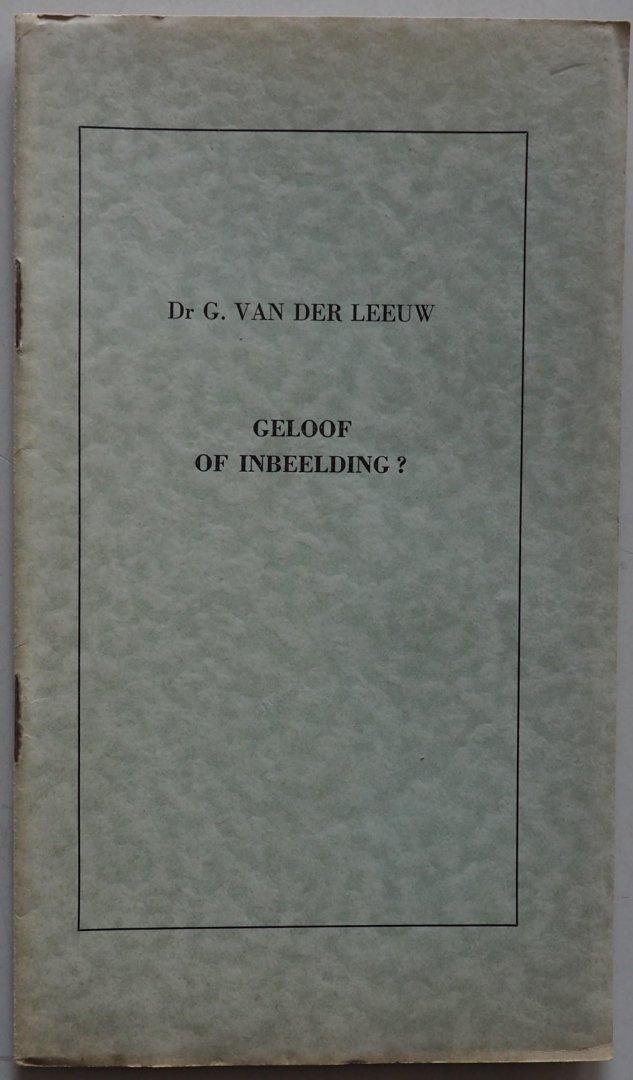 Dr G. VAN DER LEEUW
GELOOF
OF INBEELDING ?